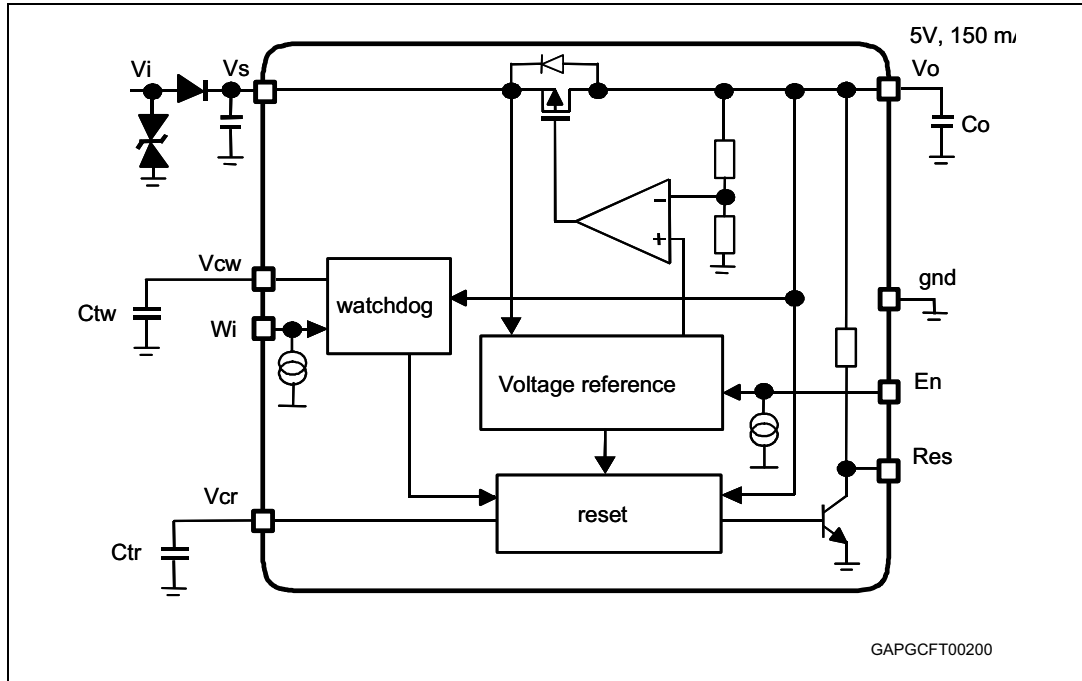 5V, 150 m
Vi
Vs
Vo
Co
−
+
Vcw
gnd
Ctw
watchdog
Wi
Voltage reference
En
Res
Vcr
reset
Ctr
GAPGCFT00200